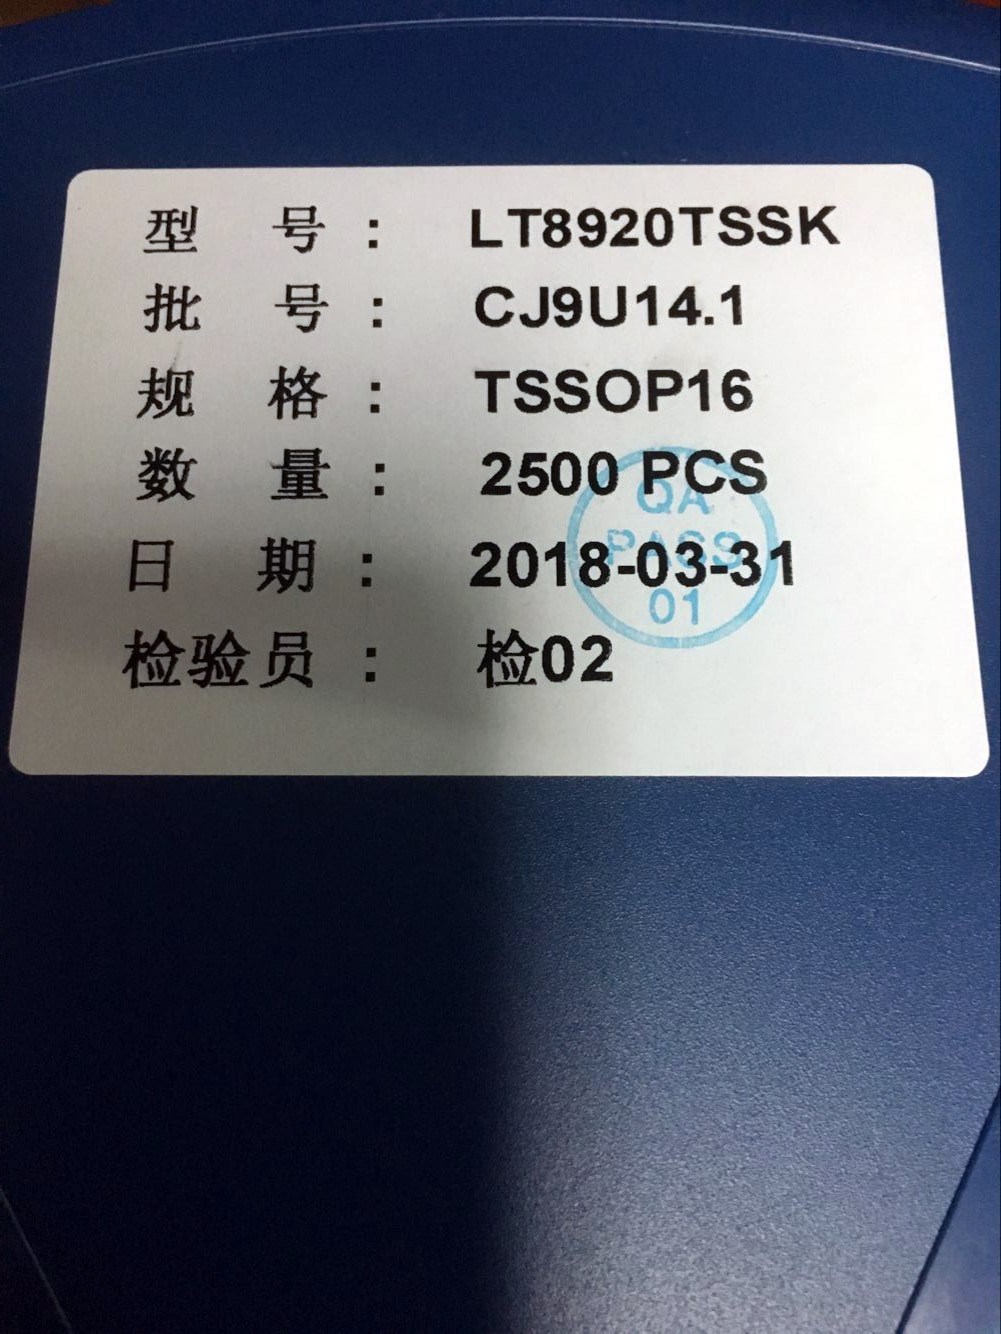 型 号： LT8920TSSK
批 号： CJ9U14.1
规 格： TSSOP16
数 量： 2500 PCS
QA
PASS
日 期： 2018-03-31
01
检验员： 检02